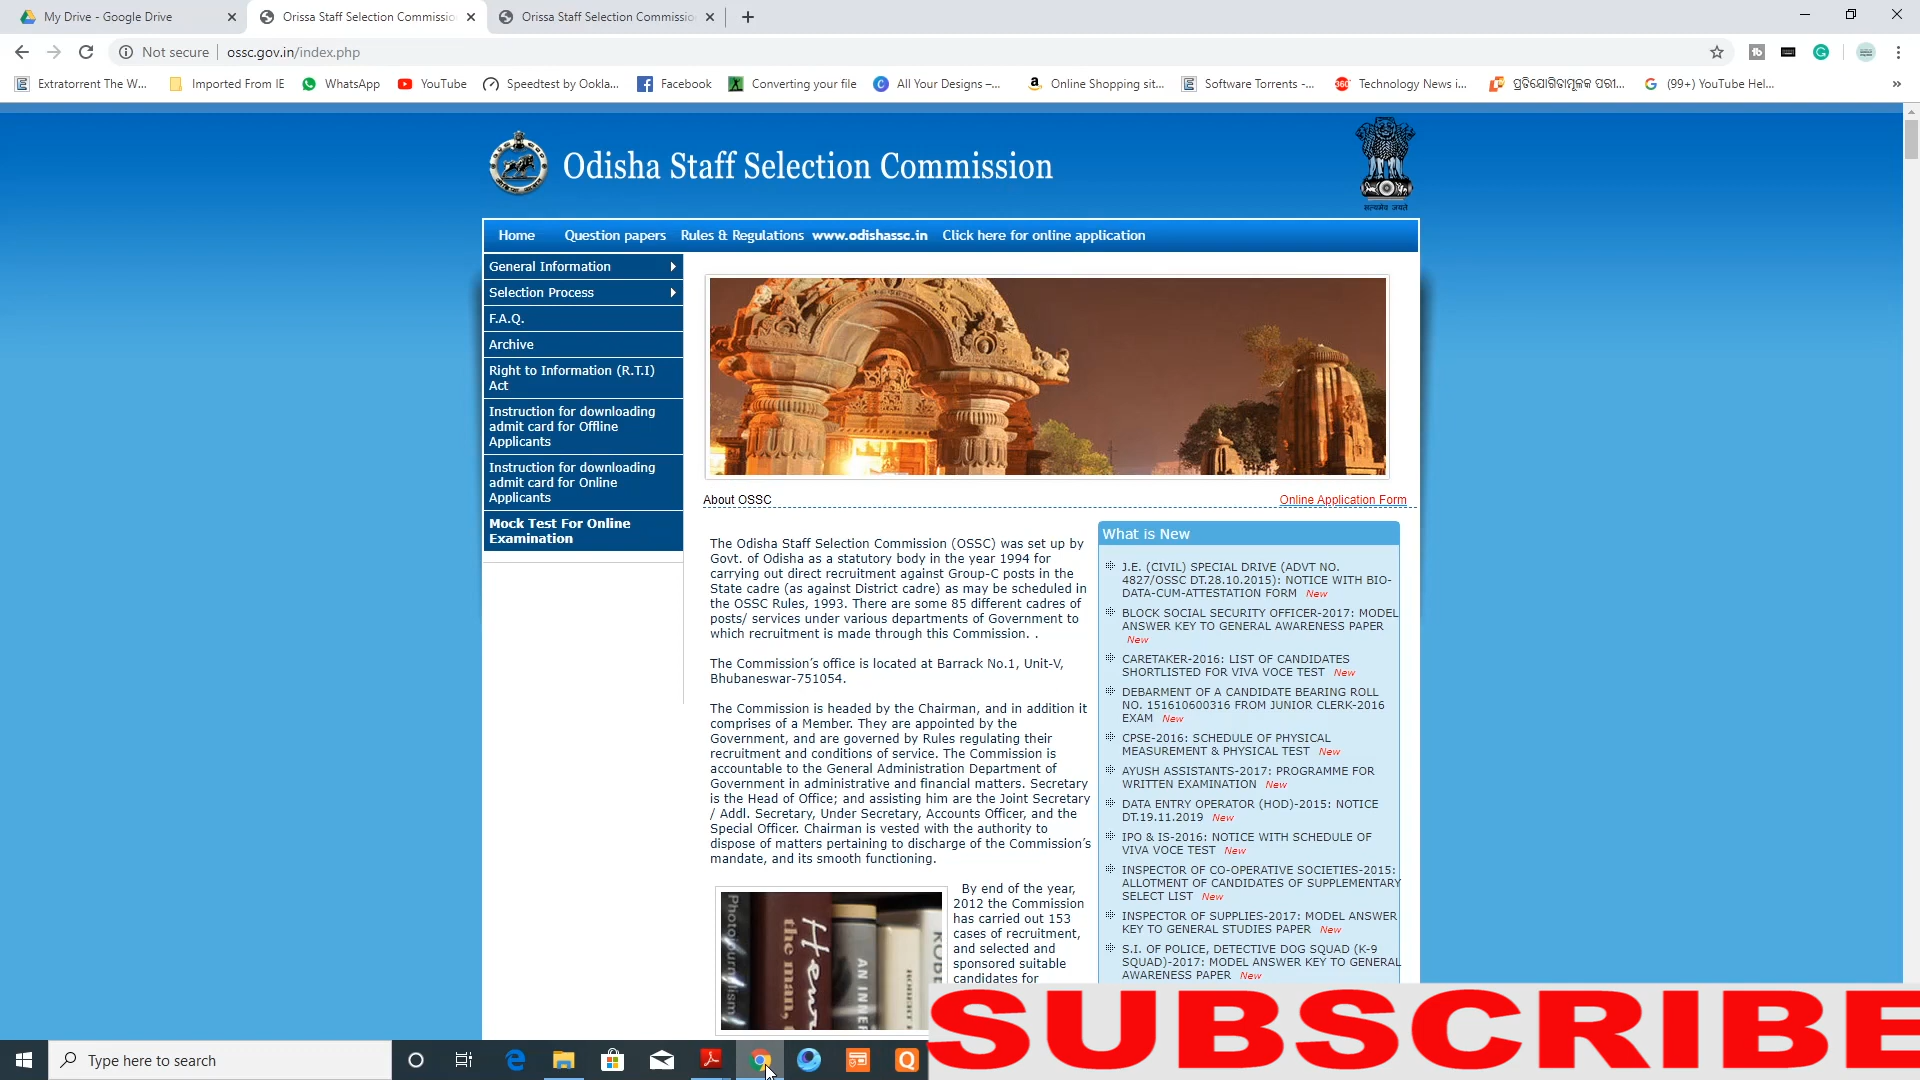 My Drive - Google Drive
Orissa Staff Selection Commissio
Orissa Staff Selection Commissio
Not secure
ossc.gov.in/index.php
Extratorrent The W...
Imported From IE
WhatsApp
YouTube
Speedtest by Ookla...
Facebook
Converting your file
All Your Designs –...
Online Shopping sit...
Software Torrents -...
Technology News i...
ପ୍ରତିଯୋଗିତାମୂଳକ ପରୀ...
(99+) YouTube Hel...
Odisha Staff Selection Commission
सत्यमेव जयते
Home
Question papers
Rules & Regulations
www.odishassc.in
Click here for online application
General Information
Selection Process
F.A.Q.
Archive
Right to Information (R.T.I)
Act
Instruction for downloading
admit card for Offline
Applicants
Instruction for downloading
admit card for Online
Applicants
Mock Test For Online
Examination
About OSSC
Online Application Form
The Odisha Staff Selection Commission (OSSC) was set up by
Govt. of Odisha as a statutory body in the year 1994 for
carrying out direct recruitment against Group-C posts in the
State cadre (as against District cadre) as may be scheduled in
the OSSC Rules, 1993. There are some 85 different cadres of
posts/ services under various departments of Government to
which recruitment is made through this Commission. .
The Commission’s office is located at Barrack No.1, Unit-V,
Bhubaneswar-751054.
The Commission is headed by the Chairman, and in addition it
comprises of a Member. They are appointed by the
Government, and are governed by Rules regulating their
recruitment and conditions of service. The Commission is
accountable to the General Administration Department of
Government in administrative and financial matters. Secretary
is the Head of Office; and assisting him are the Joint Secretary
/ Addl. Secretary, Under Secretary, Accounts Officer, and the
Special Officer. Chairman is vested with the authority to
dispose of matters pertaining to discharge of the Commission’s
mandate, and its smooth functioning.
By end of the year,
2012 the Commission
has carried out 153
cases of recruitment,
and selected and
sponsored suitable
candidates for
Photojournalism
the man,
AN INNER
ROBERT
What is New
J.E. (CIVIL) SPECIAL DRIVE (ADVT NO.
4827/OSSC DT.28.10.2015): NOTICE WITH BIO-
DATA-CUM-ATTESTATION FORM New
BLOCK SOCIAL SECURITY OFFICER-2017: MODEL
ANSWER KEY TO GENERAL AWARENESS PAPER
New
CARETAKER-2016: LIST OF CANDIDATES
SHORTLISTED FOR VIVA VOCE TEST New
DEBARMENT OF A CANDIDATE BEARING ROLL
NO. 151610600316 FROM JUNIOR CLERK-2016
EXAM New
CPSE-2016: SCHEDULE OF PHYSICAL
MEASUREMENT & PHYSICAL TEST New
AYUSH ASSISTANTS-2017: PROGRAMME FOR
WRITTEN EXAMINATION New
DATA ENTRY OPERATOR (HOD)-2015: NOTICE
DT.19.11.2019 New
IPO & IS-2016: NOTICE WITH SCHEDULE OF
VIVA VOCE TEST New
INSPECTOR OF CO-OPERATIVE SOCIETIES-2015:
ALLOTMENT OF CANDIDATES OF SUPPLEMENTARY
SELECT LIST New
INSPECTOR OF SUPPLIES-2017: MODEL ANSWER
KEY TO GENERAL STUDIES PAPER New
S.I. OF POLICE, DETECTIVE DOG SQUAD (K-9
SQUAD)-2017: MODEL ANSWER KEY TO GENERAL
AWARENESS PAPER New
SUBSCRIBE
Type here to search